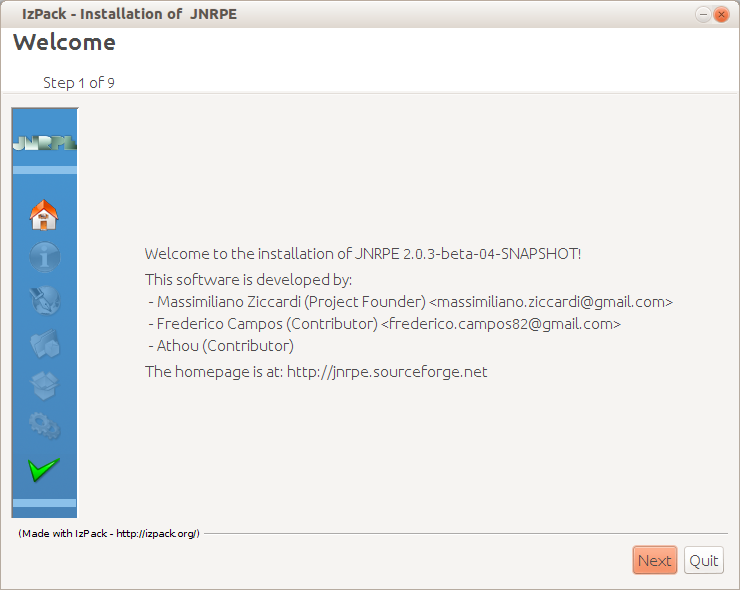 IzPack - Installation of  JNRPE
Welcome
Step 1 of 9
JNRPE
Welcome to the installation of JNRPE 2.0.3-beta-04-SNAPSHOT!
This software is developed by:
- Massimiliano Ziccardi (Project Founder) <massimiliano.ziccardi@gmail.com>
- Frederico Campos (Contributor) <frederico.campos82@gmail.com>
- Athou (Contributor)
The homepage is at: http://jnrpe.sourceforge.net
(Made with IzPack - http://izpack.org/)
Next Quit